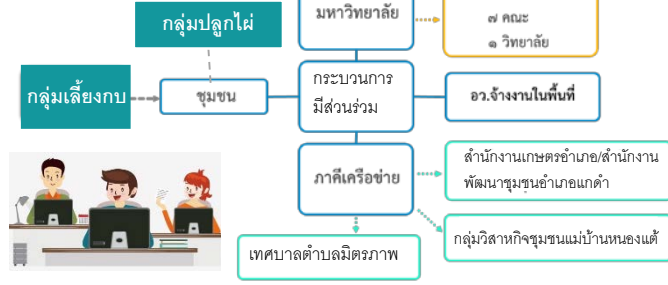 มหาวิทยาลัย
๗ คณะ
๑ วิทยาลัย
กลุ่มปลูกไผ่
กลุ่มเลี้ยงกบ
ชุมชน
กระบวนการ
มีส่วนร่วม
อว.จ้างงานในพื้นที่
ภาคีเครือข่าย
สำนักงานเกษตรอำเภอ/สำนักงาน
พัฒนาชุมชนอำเภอแกดำ
กลุ่มวิสาหกิจชุมชนแม่บ้านหนองแต้
เทศบาลตำบลมิตรภาพ